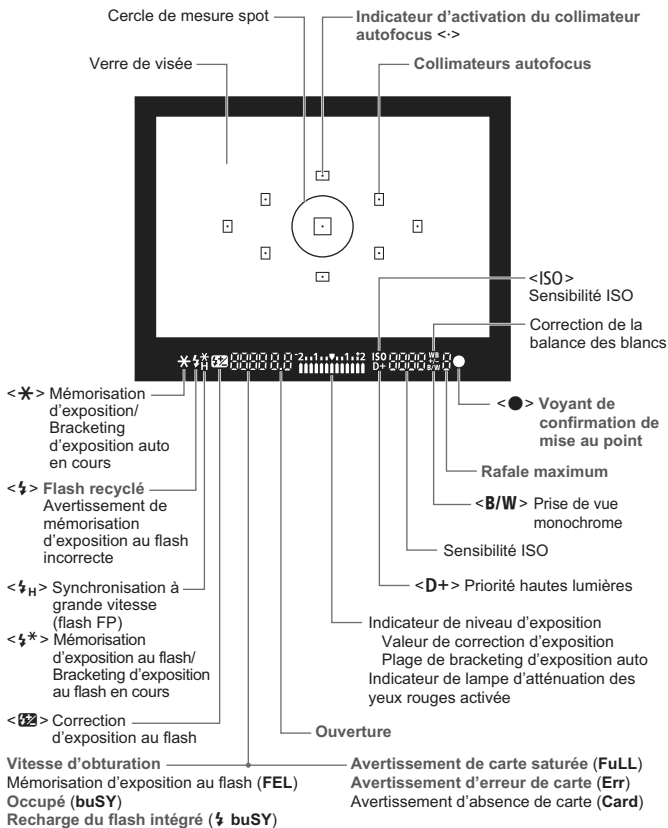 Cercle de mesure spot
Indicateur d'activation du collimateur
autofocus <·>
Verre de visée
Collimateurs autofocus
<ISO>
Sensibilité ISO
Correction de la
balance des blancs
-2..1..▼..1..+2 ISO WB
D+ +/- B/W
<✱> Mémorisation
d'exposition/
Bracketing
d'exposition auto
en cours
<●> Voyant de
confirmation de
mise au point
Rafale maximum
<⚡> Flash recyclé
Avertissement de
mémorisation
d'exposition au flash
incorrecte
<B/W> Prise de vue
monochrome
Sensibilité ISO
<⚡H> Synchronisation à
grande vitesse
(flash FP)
<D+> Priorité hautes lumières
<⚡*> Mémorisation
d'exposition au flash/
Bracketing d'exposition
au flash en cours
Indicateur de niveau d'exposition
Valeur de correction d'exposition
Plage de bracketing d'exposition auto
Indicateur de lampe d'atténuation des
yeux rouges activée
<⚡±> Correction
d'exposition au flash
Ouverture
Vitesse d'obturation
Mémorisation d'exposition au flash (FEL)
Occupé (buSY)
Recharge du flash intégré (⚡ buSY)
Avertissement de carte saturée (FuLL)
Avertissement d'erreur de carte (Err)
Avertissement d'absence de carte (Card)